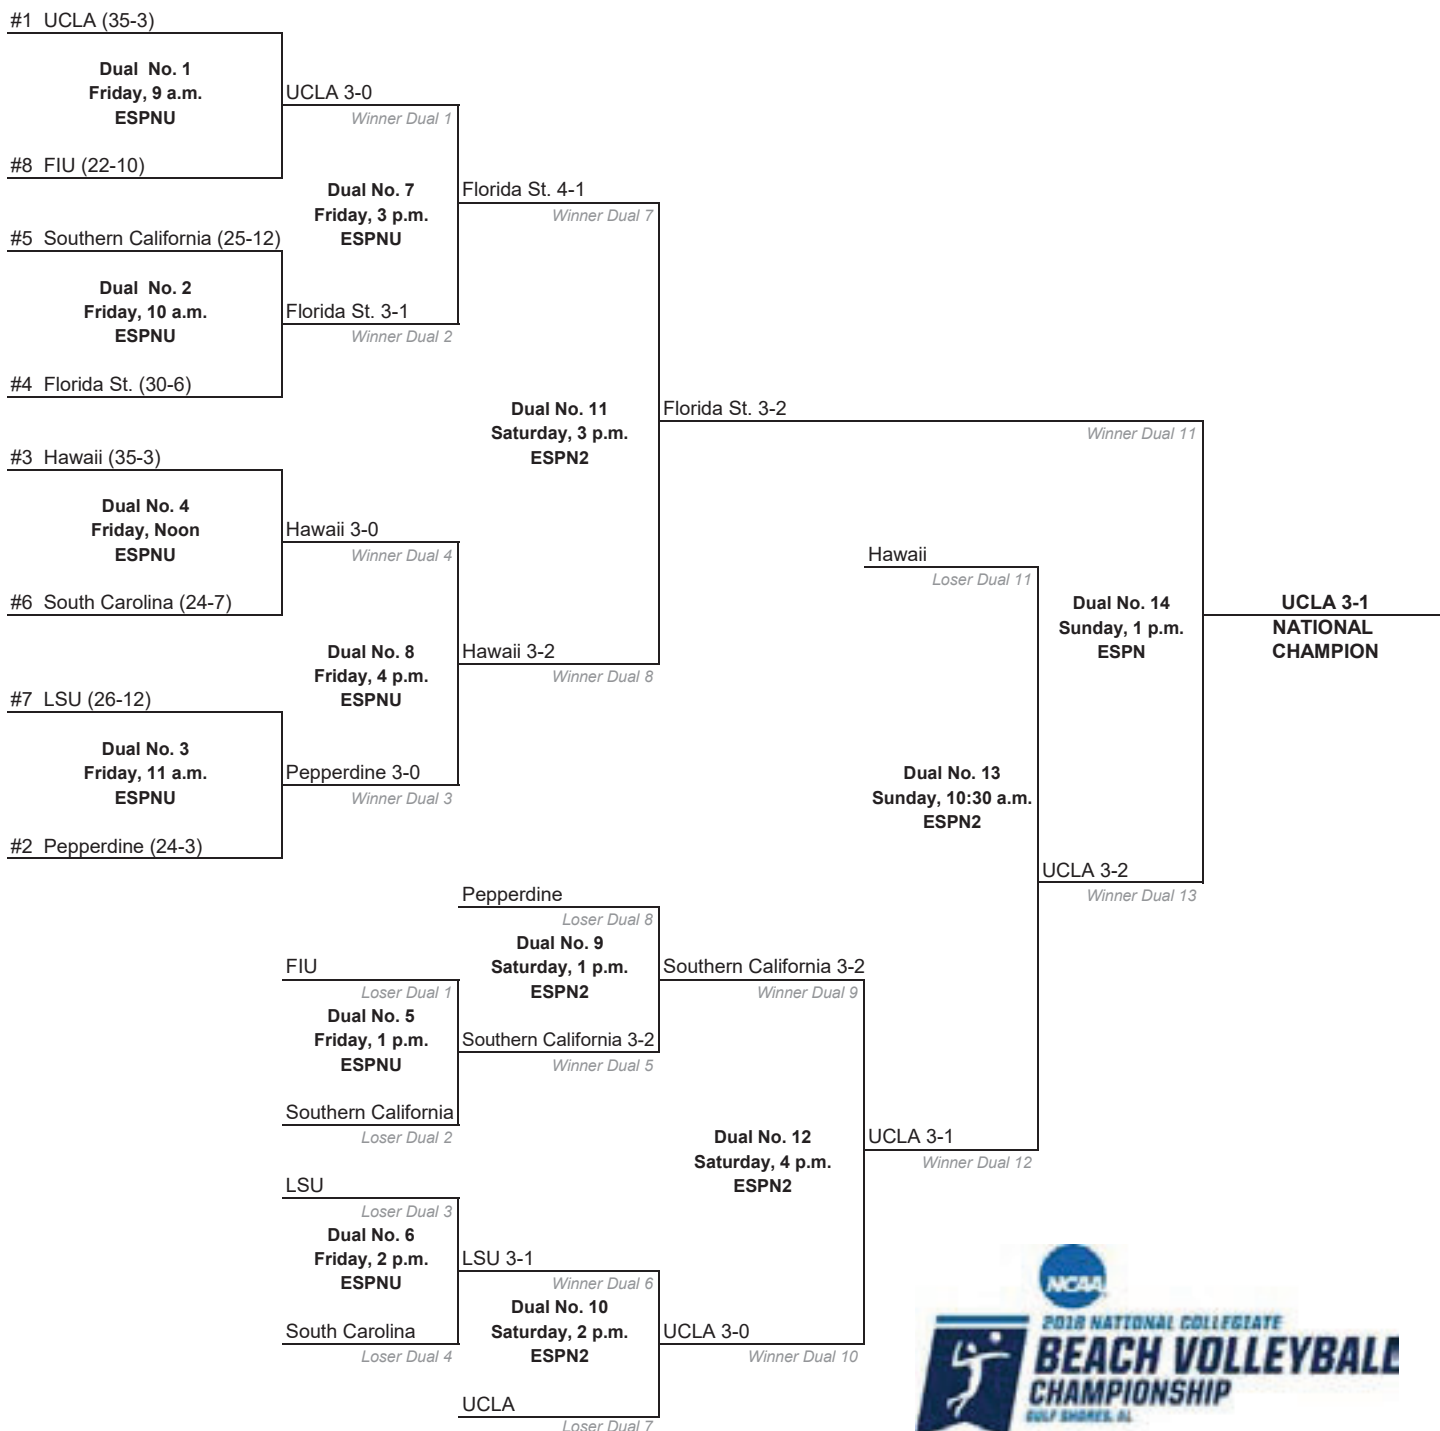 #1 UCLA (35-3)
Dual No. 1
Friday, 9 a.m.
ESPNU
#8 FIU (22-10)
UCLA 3-0
Winner Dual 1
#5 Southern California (25-12)
Dual No. 2
Friday, 10 a.m.
ESPNU
#4 Florida St. (30-6)
Florida St. 3-1
Winner Dual 2
Dual No. 7
Friday, 3 p.m.
ESPNU
Florida St. 4-1
Winner Dual 7
#3 Hawaii (35-3)
Dual No. 4
Friday, Noon
ESPNU
#6 South Carolina (24-7)
Hawaii 3-0
Winner Dual 4
#7 LSU (26-12)
Dual No. 3
Friday, 11 a.m.
ESPNU
#2 Pepperdine (24-3)
Pepperdine 3-0
Winner Dual 3
Dual No. 8
Friday, 4 p.m.
ESPNU
Hawaii 3-2
Winner Dual 8
Dual No. 11
Saturday, 3 p.m.
ESPN2
Florida St. 3-2
Winner Dual 11
Hawaii
Loser Dual 11
Dual No. 14
Sunday, 1 p.m.
ESPN
UCLA 3-1
NATIONAL
CHAMPION
Dual No. 13
Sunday, 10:30 a.m.
ESPN2
UCLA 3-2
Winner Dual 13
Pepperdine
Loser Dual 8
Dual No. 9
Saturday, 1 p.m.
ESPN2
Southern California 3-2
Winner Dual 9
FIU
Loser Dual 1
Dual No. 5
Friday, 1 p.m.
ESPNU
Southern California 3-2
Winner Dual 5
Southern California
Loser Dual 2
Dual No. 12
Saturday, 4 p.m.
ESPN2
UCLA 3-1
Winner Dual 12
LSU
Loser Dual 3
Dual No. 6
Friday, 2 p.m.
ESPNU
LSU 3-1
Winner Dual 6
South Carolina
Loser Dual 4
Dual No. 10
Saturday, 2 p.m.
ESPN2
UCLA 3-0
Winner Dual 10
UCLA
Loser Dual 7
NCAA
2018 NATIONAL COLLEGIATE
BEACH VOLLEYBALL
CHAMPIONSHIP
GULF SHORES, AL